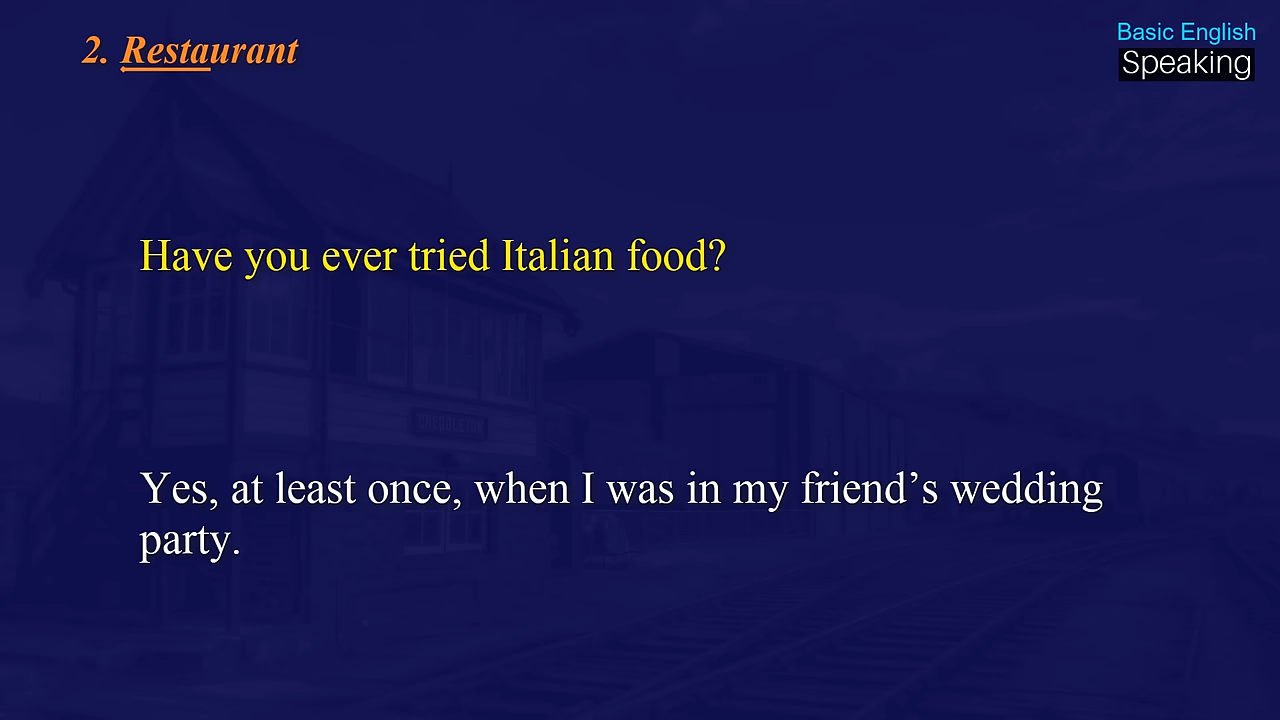 2. Restaurant
Basic English
Speaking
Have you ever tried Italian food?
Yes, at least once, when I was in my friend’s wedding
party.